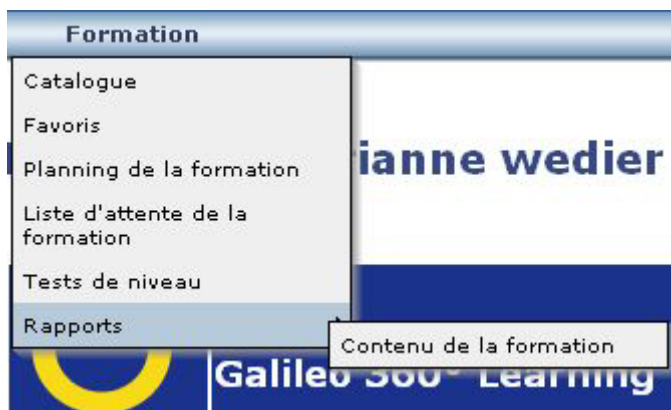 Formation
Catalogue
Favoris
Planning de la formation
ianne wedier
Liste d'attente de la
formation
Tests de niveau
Rapports
Contenu de la formation
Galileo 360° Learning